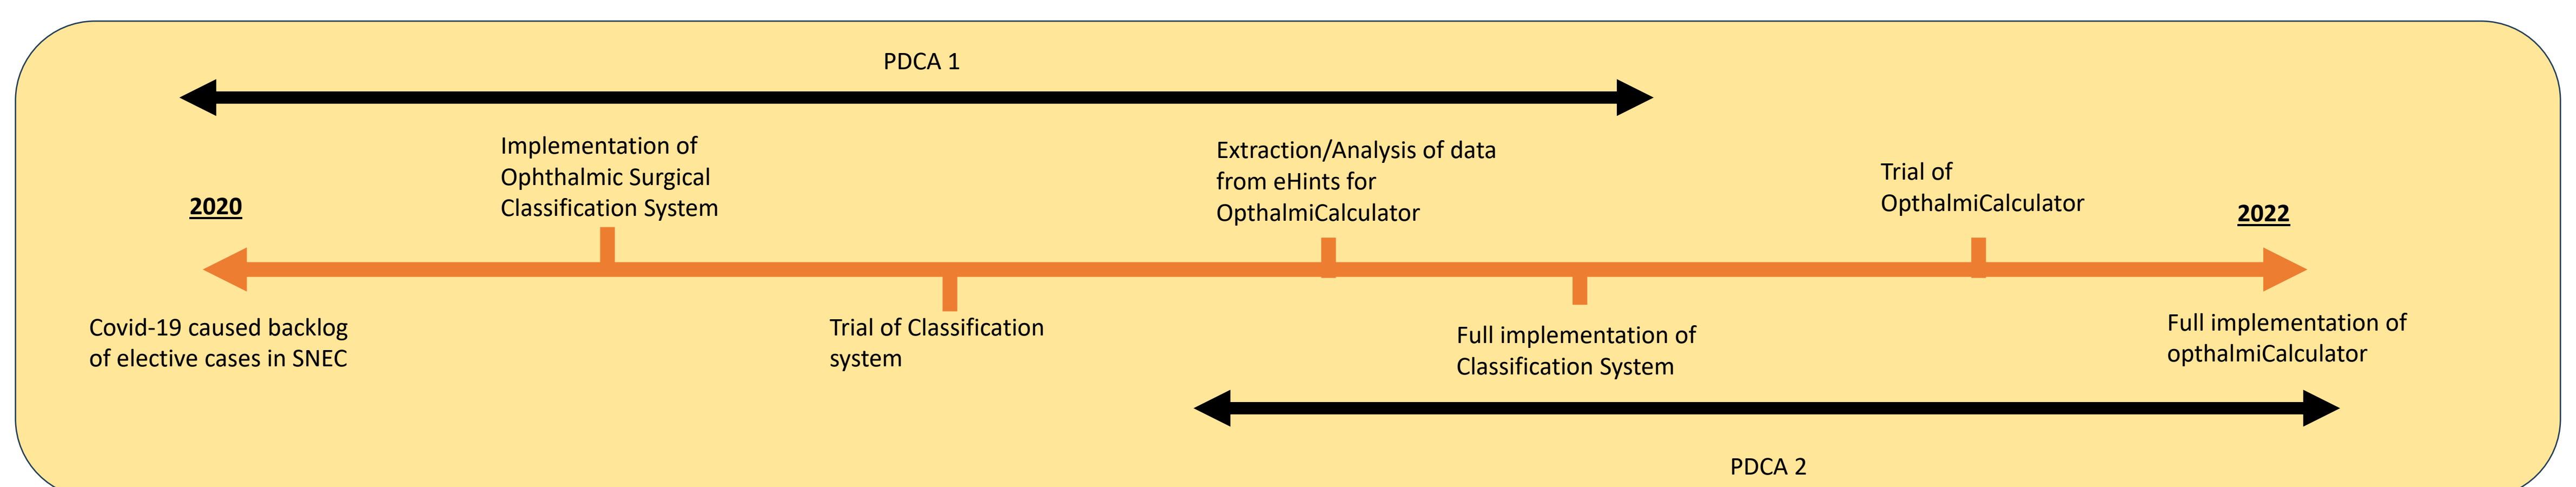 PDCA 1
2020
Implementation of
Ophthalmic Surgical
Classification System
Extraction/Analysis of data
from eHints for
OpthalmiCalculator
Trial of
OpthalmiCalculator
2022
Covid-19 caused backlog
of elective cases in SNEC
Trial of Classification
system
Full implementation of
Classification System
Full implementation of
opthalmiCalculator
PDCA 2